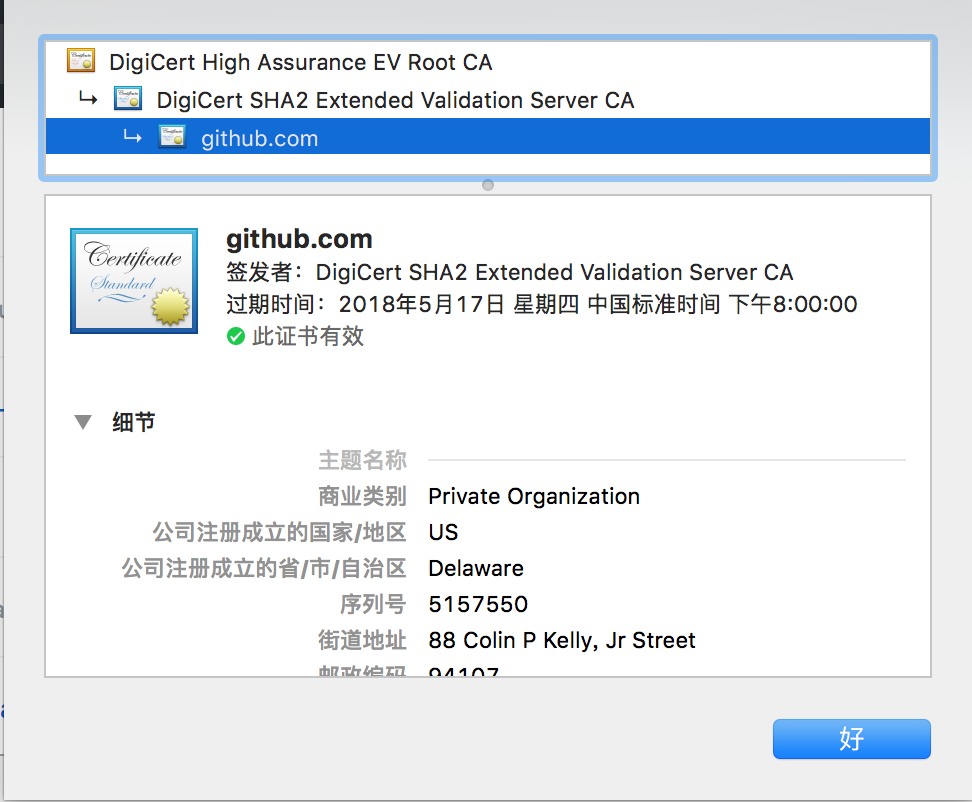 DigiCert High Assurance EV Root CA
DigiCert SHA2 Extended Validation Server CA
github.com
Certificate
Standard
github.com
签发者：DigiCert SHA2 Extended Validation Server CA
过期时间：2018年5月17日 星期四 中国标准时间 下午8:00:00
此证书有效
细节
主题名称
商业类别 Private Organization
公司注册成立的国家/地区 US
公司注册成立的省/市/自治区 Delaware
序列号 5157550
街道地址 88 Colin P Kelly, Jr Street
邮政编码 94107
好